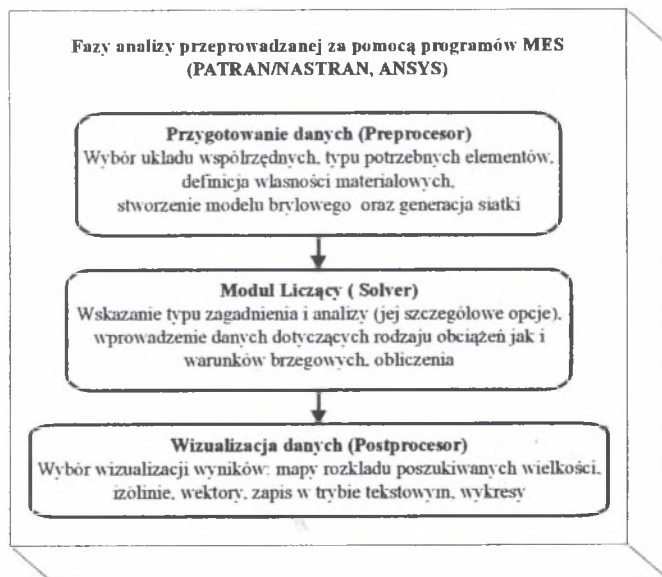 Fazy analizy przeprowadzanej za pomocą programów MES
(PATRAN/NASTRAN, ANSYS)
Przygotowanie danych (Preprocesor)
Wybór układu współrzędnych, typu potrzebnych elementów,
definicja własności materiałowych,
stworzenie modelu bryłowego oraz generacja siatki
Moduł Liczący ( Solver)
Wskazanie typu zagadnienia i analizy (jej szczegółowe opcje),
wprowadzenie danych dotyczących rodzaju obciążeń jak i
warunków brzegowych, obliczenia
Wizualizacja danych (Postprocesor)
Wybór wizualizacji wyników: mapy rozkładu poszukiwanych wielkości,
izolinie, wektory, zapis w trybie tekstowym, wykresy